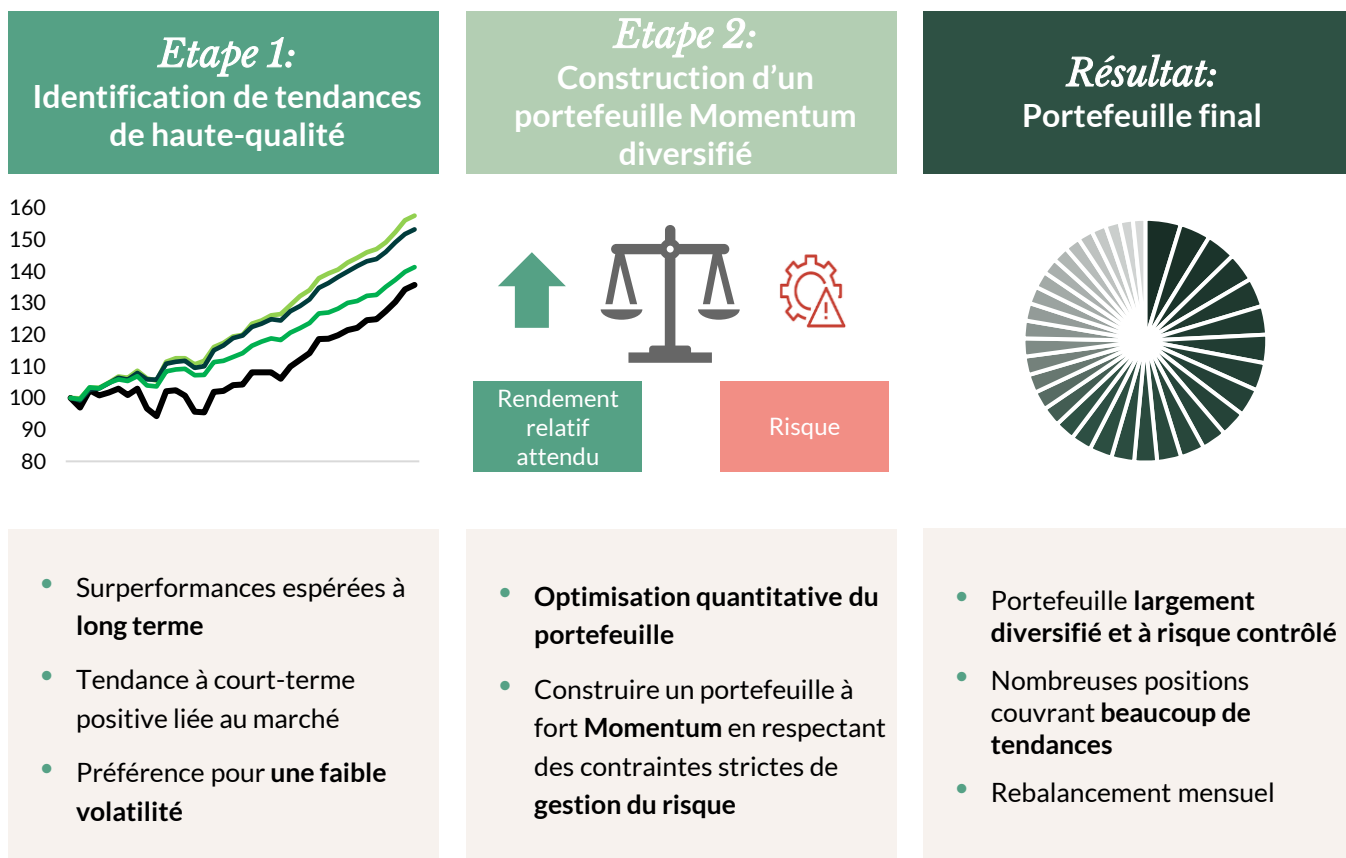 Etape 1:
Identification de tendances
de haute-qualité
Etape 2:
Construction d’un
portefeuille Momentum
diversifié
Résultat:
Portefeuille final
160
150
140
130
120
110
100
90
80
Rendement
relatif
attendu
Risque
• Surperformances espérées à
long terme
• Tendance à court-terme
positive liée au marché
• Préférence pour une faible
volatilité
• Optimisation quantitative du
portefeuille
• Construire un portefeuille à
fort Momentum en respectant
des contraintes strictes de
gestion du risque
• Portefeuille largement
diversifié et à risque contrôlé
• Nombreuses positions
couvrant beaucoup de
tendances
• Rebalancement mensuel